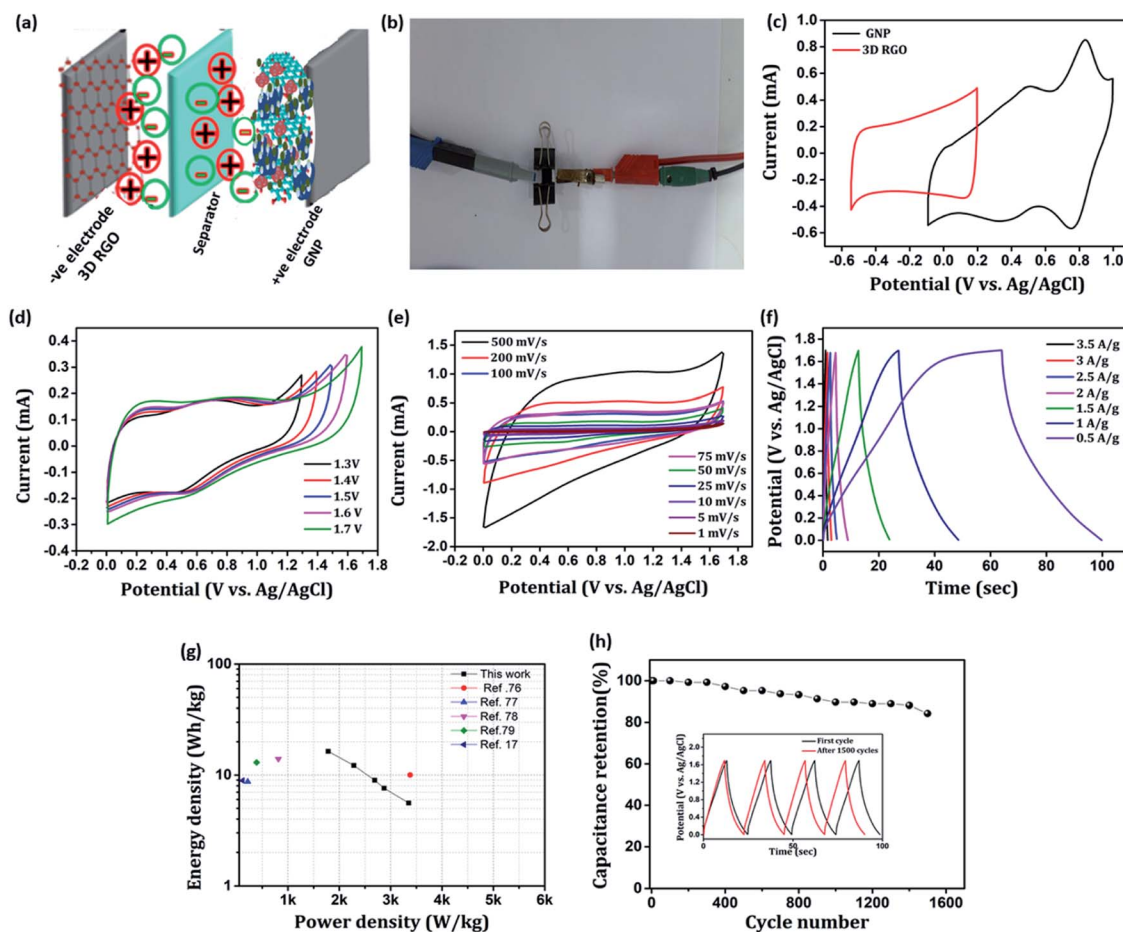 (a)
-ve electrode
3D RGO
Separator
+ve electrode
GNP
(b)
(c)
GNP
3D RGO
Current (mA)
1.0
0.8
0.6
0.4
0.2
0.0
-0.2
-0.4
-0.6
-0.6 -0.4 -0.2 0.0 0.2 0.4 0.6 0.8 1.0
Potential (V vs. Ag/AgCl)
(d)
Current (mA)
0.4
0.3
0.2
0.1
0.0
-0.1
-0.2
-0.3
-0.4
1.3V
1.4V
1.5V
1.6 V
1.7 V
0.0 0.2 0.4 0.6 0.8 1.0 1.2 1.4 1.6 1.8
Potential (V vs. Ag/AgCl)
(e)
500 mV/s
200 mV/s
100 mV/s
Current (mA)
1.5
1.0
0.5
0.0
-0.5
-1.0
-1.5
-2.0
75 mV/s
50 mV/s
25 mV/s
10 mV/s
5 mV/s
1 mV/s
0.0 0.2 0.4 0.6 0.8 1.0 1.2 1.4 1.6 1.8
Potential (V vs. Ag/AgCl)
(f)
3.5 A/g
3 A/g
2.5 A/g
2 A/g
1.5 A/g
1 A/g
0.5 A/g
Potential (V vs. Ag/AgCl)
2.0
1.6
1.2
0.8
0.4
0.0
0 20 40 60 80 100
Time (sec)
(g)
Energy density (Wh/kg)
100
10
1
This work
Ref .76
Ref. 77
Ref. 78
Ref.79
Ref. 17
1k 2k 3k 4k 5k 6k
Power density (W/kg)
(h)
Capacitance retention(%)
100
80
60
40
20
0
First cycle
After 1500 cycles
Potential (V vs. Ag/AgCl)
2.4
2.0
1.6
1.2
0.8
0.4
0.0
0 50 100
Time (sec)
0 400 800 1200 1600
Cycle number